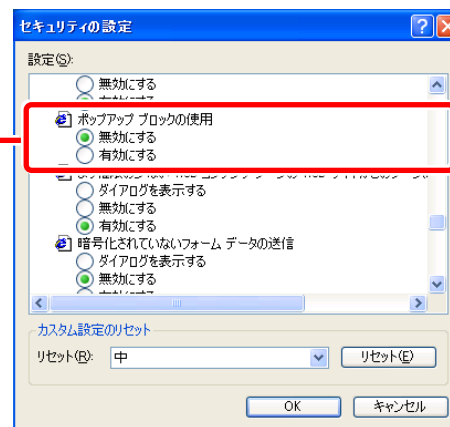 セキュリティの設定
設定(S):
無効にする
ポップアップ ブロックの使用
無効にする
有効にする
ダイアログを表示する
無効にする
有効にする
暗号化されていないフォーム データの送信
ダイアログを表示する
無効にする
カスタム設定のリセット
リセット(R):
中
リセット(E)
OK
キャンセル